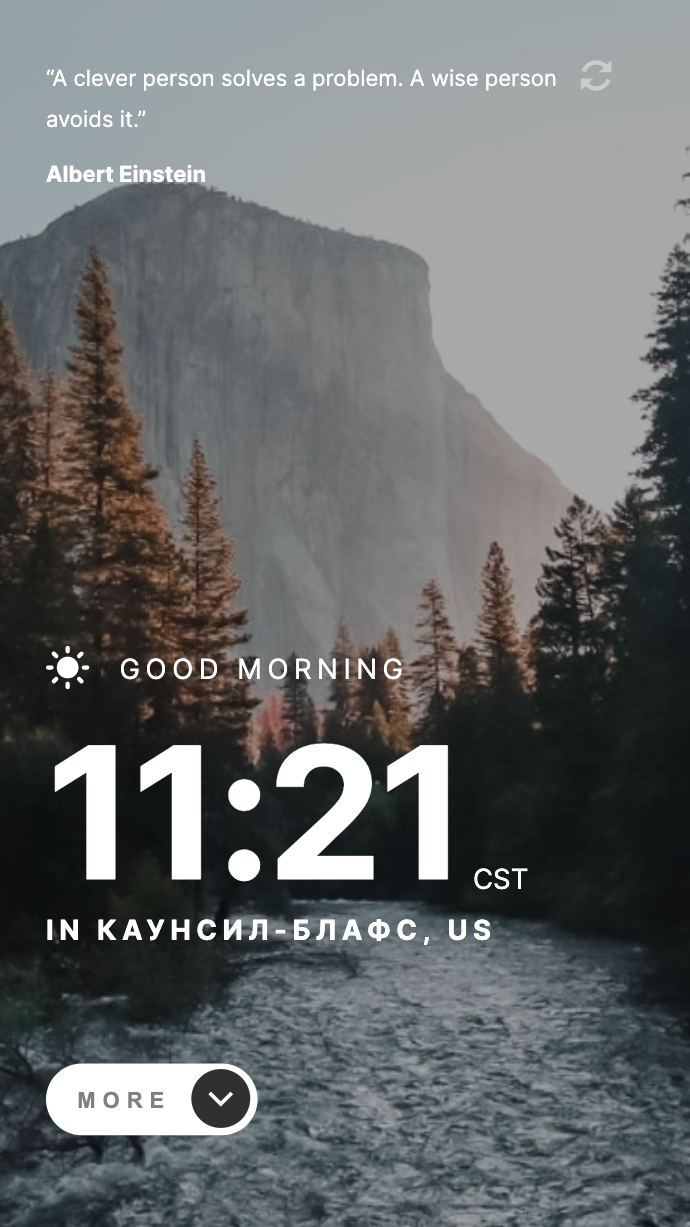 “A clever person solves a problem. A wise person
avoids it.”
Albert Einstein
GOOD MORNING
11:21 CST
IN КАУНСИЛ-БЛАФС, US
MORE